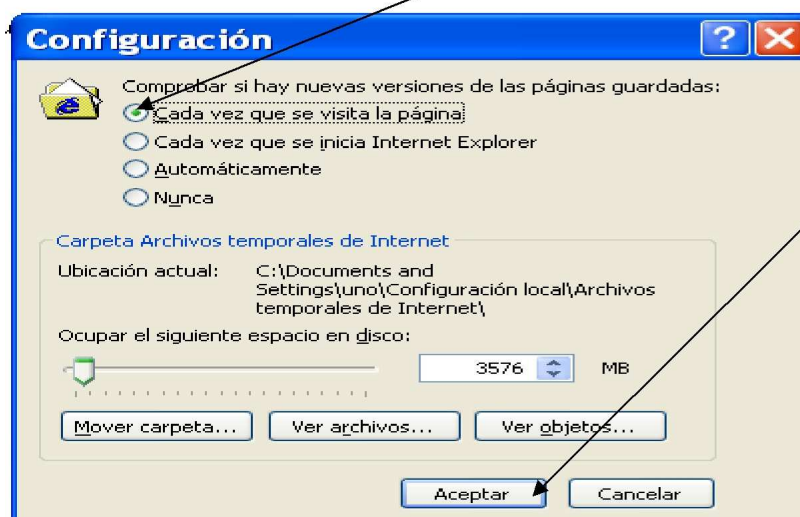 Configuración
Comprobar si hay nuevas versiones de las páginas guardadas:
Cada vez que se visita la página
Cada vez que se inicia Internet Explorer
Automáticamente
Nunca
Carpeta Archivos temporales de Internet
Ubicación actual: C:\Documents and
Settings\uno\Configuración local\Archivos
temporales de Internet\
Ocupar el siguiente espacio en disco:
3576 MB
Mover carpeta... Ver archivos... Ver objetos...
Aceptar Cancelar